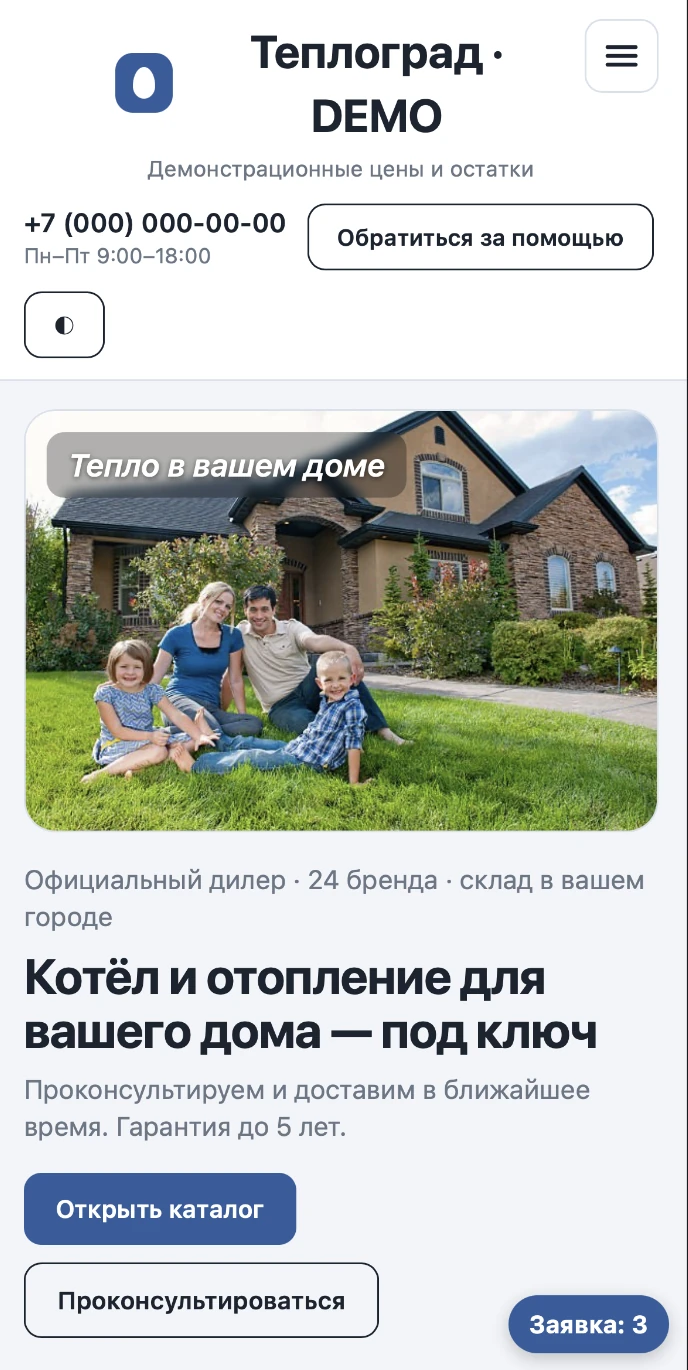 Теплоград ·
DEMO
Демонстрационные цены и остатки
+7 (000) 000-00-00
Пн–Пт 9:00–18:00
Обратиться за помощью
Тепло в вашем доме
Официальный дилер · 24 бренда · склад в вашем
городе
Котёл и отопление для
вашего дома — под ключ
Проконсультируем и доставим в ближайшее
время. Гарантия до 5 лет.
Открыть каталог
Проконсультироваться
Заявка: 3